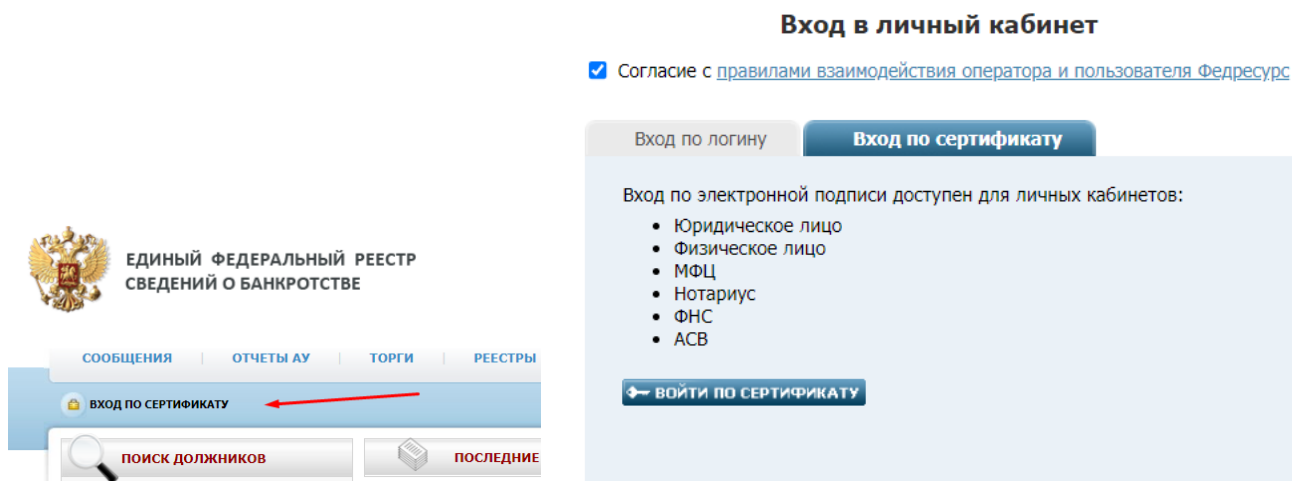 Вход в личный кабинет
Согласие с правилами взаимодействия оператора и пользователя Федресурс
Вход по логину
Вход по сертификату
Вход по электронной подписи доступен для личных кабинетов:
• Юридическое лицо
• Физическое лицо
• МФЦ
• Нотариус
• ФНС
• АСВ
ВОЙТИ ПО СЕРТИФИКАТУ
ЕДИНЫЙ ФЕДЕРАЛЬНЫЙ РЕЕСТР
СВЕДЕНИЙ О БАНКРОТСТВЕ
СООБЩЕНИЯ
ОТЧЕТЫ АУ
ТОРГИ
РЕЕСТРЫ
ВХОД ПО СЕРТИФИКАТУ
ПОИСК ДОЛЖНИКОВ
ПОСЛЕДНИЕ